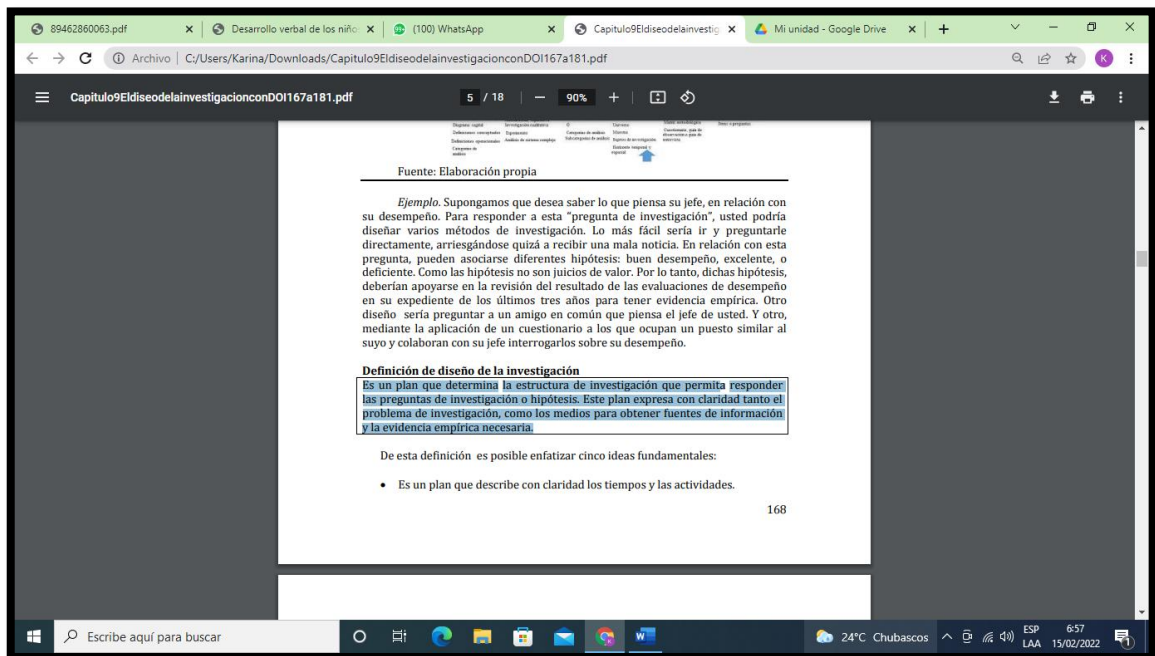 89462860063.pdf
Desarrollo verbal de los niño
(100) WhatsApp
Capitulo9Eldiseodelainvestig
Mi unidad - Google Drive
Archivo
C:/Users/Karina/Downloads/Capitulo9EldiseodelainvestigacionconDOI167a181.pdf
K
Capitulo9EldiseodelainvestigacionconDOI167a181.pdf
5 / 18
90%
Fuente: Elaboración propia
Ejemplo. Supongamos que desea saber lo que piensa su jefe, en relación con
su desempeño. Para responder a esta "pregunta de investigación", usted podría
diseñar varios métodos de investigación. Lo más fácil sería ir y preguntarle
directamente, arriesgándose quizá a recibir una mala noticia. En relación con esta
pregunta, pueden asociarse diferentes hipótesis: buen desempeño, excelente, o
deficiente. Como las hipótesis no son juicios de valor. Por lo tanto, dichas hipótesis,
deberían apoyarse en la revisión del resultado de las evaluaciones de desempeño
en su expediente de los últimos tres años para tener evidencia empírica. Otro
diseño sería preguntar a un amigo en común que piensa el jefe de usted. Y otro,
mediante la aplicación de un cuestionario a los que ocupan un puesto similar al
suyo y colaboran con su jefe interrogarlos sobre su desempeño.
Definición de diseño de la investigación
Es un plan que determina la estructura de investigación que permita responder
las preguntas de investigación o hipótesis. Este plan expresa con claridad tanto el
problema de investigación, como los medios para obtener fuentes de información
y la evidencia empírica necesaria.
De esta definición es posible enfatizar cinco ideas fundamentales:
• Es un plan que describe con claridad los tiempos y las actividades.
168
Escribe aquí para buscar
24°C Chubascos
ESP
LAA
6:57
15/02/2022